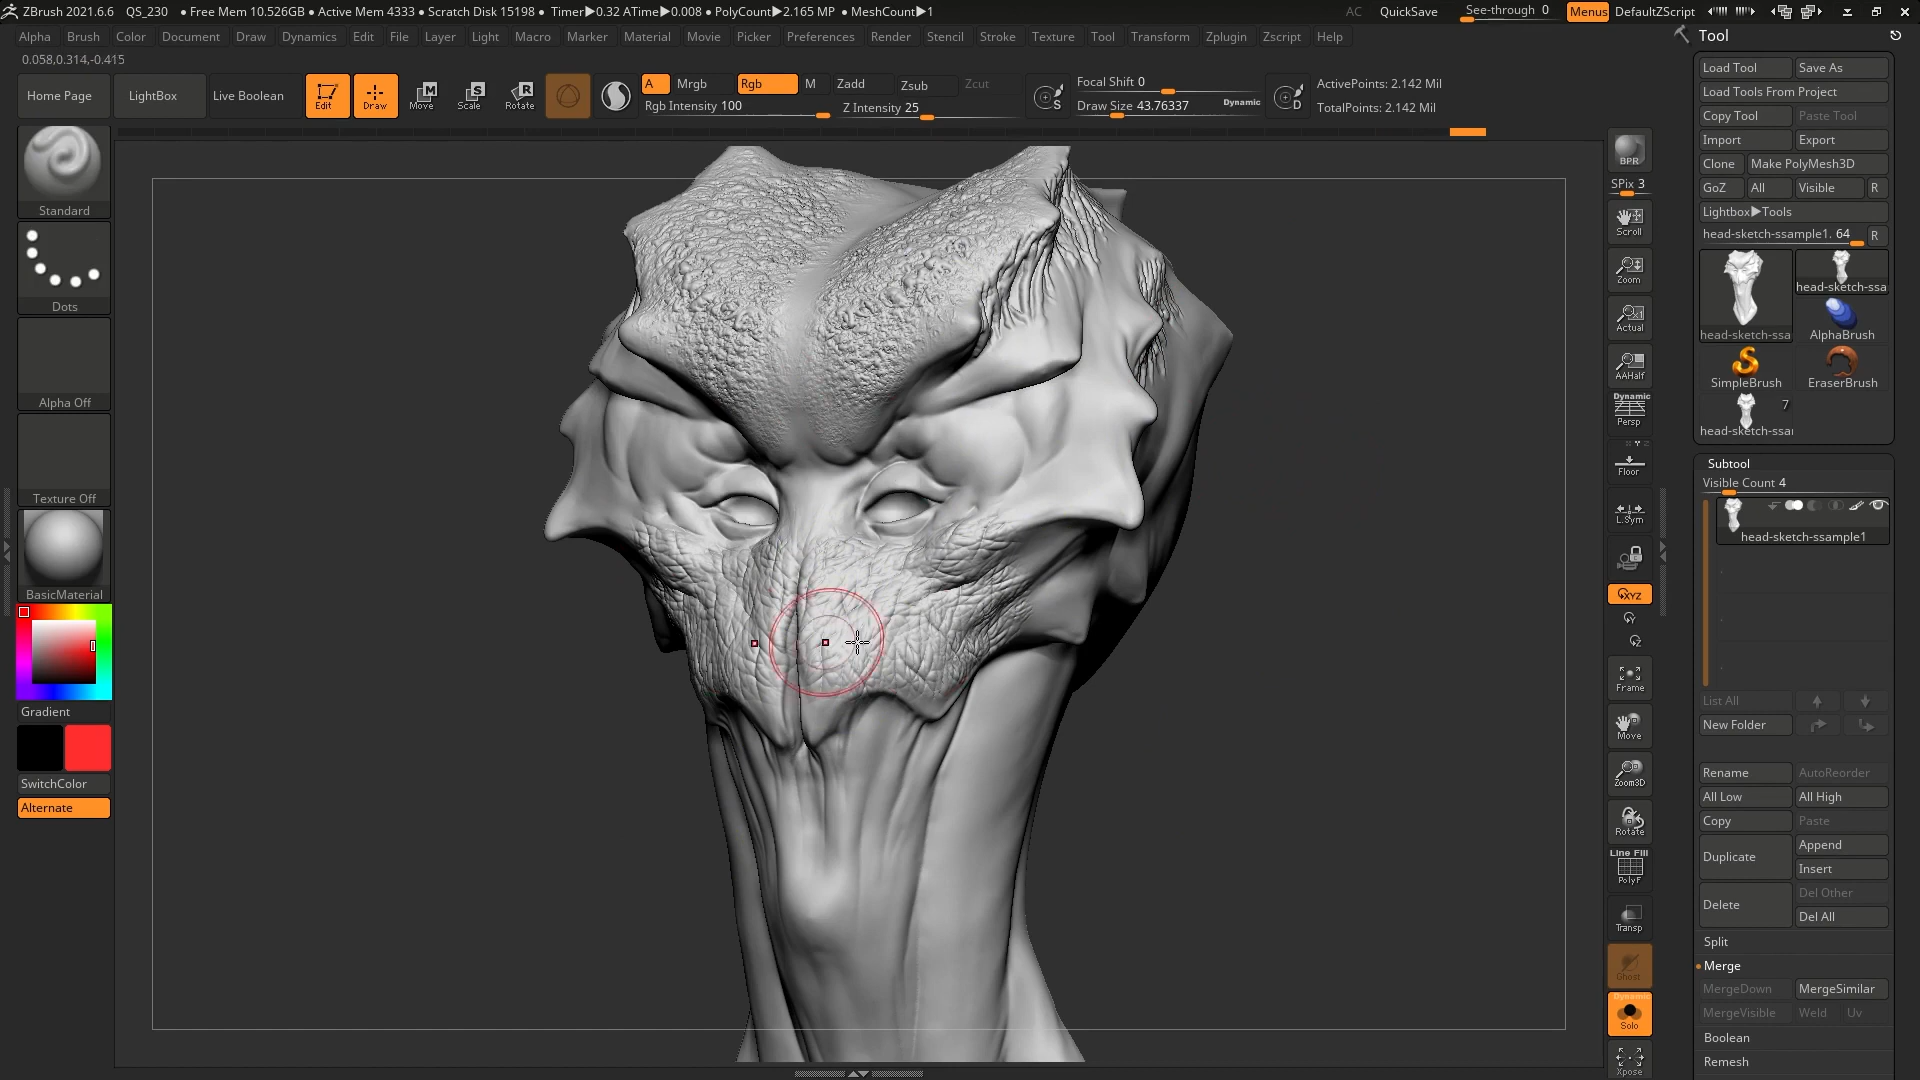 ZBrush 2021.6.6 QS_230 ● Free Mem 10.526GB ● Active Mem 4333 ● Scratch Disk 15198 ● Timer▶0.32 ATime▶0.008 ● PolyCount▶2.165 MP ● MeshCount▶1 AC QuickSave See-through 0 Menus DefaultZScript
Alpha Brush Color Document Draw Dynamics Edit File Layer Light Macro Marker Material Movie Picker Preferences Render Stencil Stroke Texture Tool Transform Zplugin Zscript Help
0.058,0.314,-0.415
Home Page LightBox Live Boolean Edit Draw Move Scale Rotate
A Mrgb Rgb M Zadd Zsub Zcut
Rgb Intensity 100 Z Intensity 25
Focal Shift 0
Draw Size 43.76337 Dynamic
ActivePoints: 2.142 Mil
TotalPoints: 2.142 Mil
Standard
Dots
Alpha Off
Texture Off
BasicMaterial
Gradient
SwitchColor
Alternate
BPR
SPix 3
Scroll
Zoom
Actual
AAHalf
Dynamic
Persp
Floor
L.Sym
XYZ
Y
Z
Frame
Move
Zoom3D
Rotate
Line Fill
PolyF
Transp
Ghost
Dynamic
Solo
Xpose
Tool
Load Tool Save As
Load Tools From Project
Copy Tool Paste Tool
Import Export
Clone Make PolyMesh3D
GoZ All Visible R
Lightbox▶Tools
head-sketch-ssample1. 64 R
head-sketch-ssa
head-sketch-ssa AlphaBrush
SimpleBrush EraserBrush
7
head-sketch-ssa
Subtool
Visible Count 4
head-sketch-ssample1
List All
New Folder
Rename AutoReorder
All Low All High
Copy Paste
Duplicate Append
Insert
Delete Del Other
Del All
Split
Merge
MergeDown MergeSimilar
MergeVisible Weld Uv
Boolean
Remesh